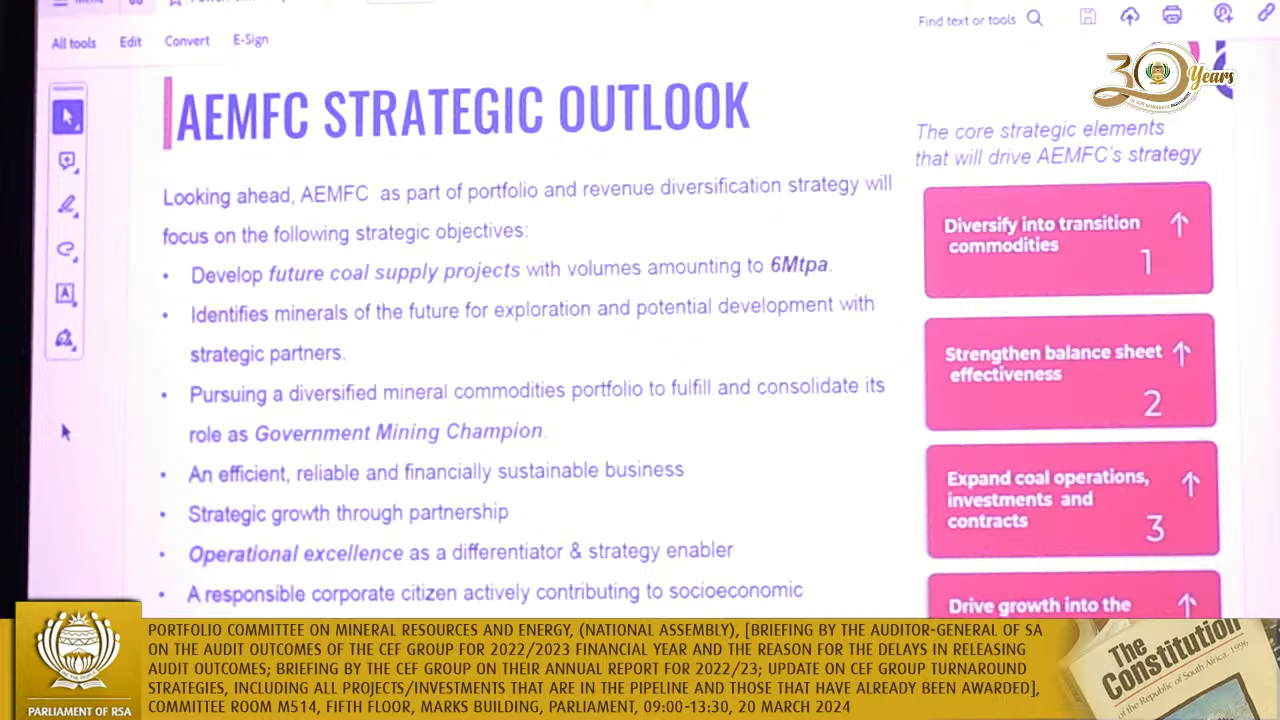 Menu
Find text or tools
All tools Edit Convert E-Sign
30 Years
AEMFC STRATEGIC OUTLOOK
The core strategic elements
that will drive AEMFC's strategy
Looking ahead, AEMFC as part of portfolio and revenue diversification strategy will
focus on the following strategic objectives:
• Develop future coal supply projects with volumes amounting to 6Mtpa.
• Identifies minerals of the future for exploration and potential development with
strategic partners.
• Pursuing a diversified mineral commodities portfolio to fulfill and consolidate its
role as Government Mining Champion.
• An efficient, reliable and financially sustainable business
• Strategic growth through partnership
• Operational excellence as a differentiator & strategy enabler
• A responsible corporate citizen actively contributing to socioeconomic
Diversify into transition
commodities
1
Strengthen balance sheet
effectiveness
2
Expand coal operations,
investments and
contracts
3
Drive growth into the
PORTFOLIO COMMITTEE ON MINERAL RESOURCES AND ENERGY, (NATIONAL ASSEMBLY), [BRIEFING BY THE AUDITOR-GENERAL OF SA
ON THE AUDIT OUTCOMES OF THE CEF GROUP FOR 2022/2023 FINANCIAL YEAR AND THE REASON FOR THE DELAYS IN RELEASING
AUDIT OUTCOMES; BRIEFING BY THE CEF GROUP ON THEIR ANNUAL REPORT FOR 2022/23; UPDATE ON CEF GROUP TURNAROUND
STRATEGIES, INCLUDING ALL PROJECTS/INVESTMENTS THAT ARE IN THE PIPELINE AND THOSE THAT HAVE ALREADY BEEN AWARDED],
COMMITTEE ROOM M514, FIFTH FLOOR, MARKS BUILDING, PARLIAMENT, 09:00-13:30, 20 MARCH 2024
PARLIAMENT OF RSA
The
Constitution
of the Republic of South Africa, 1996